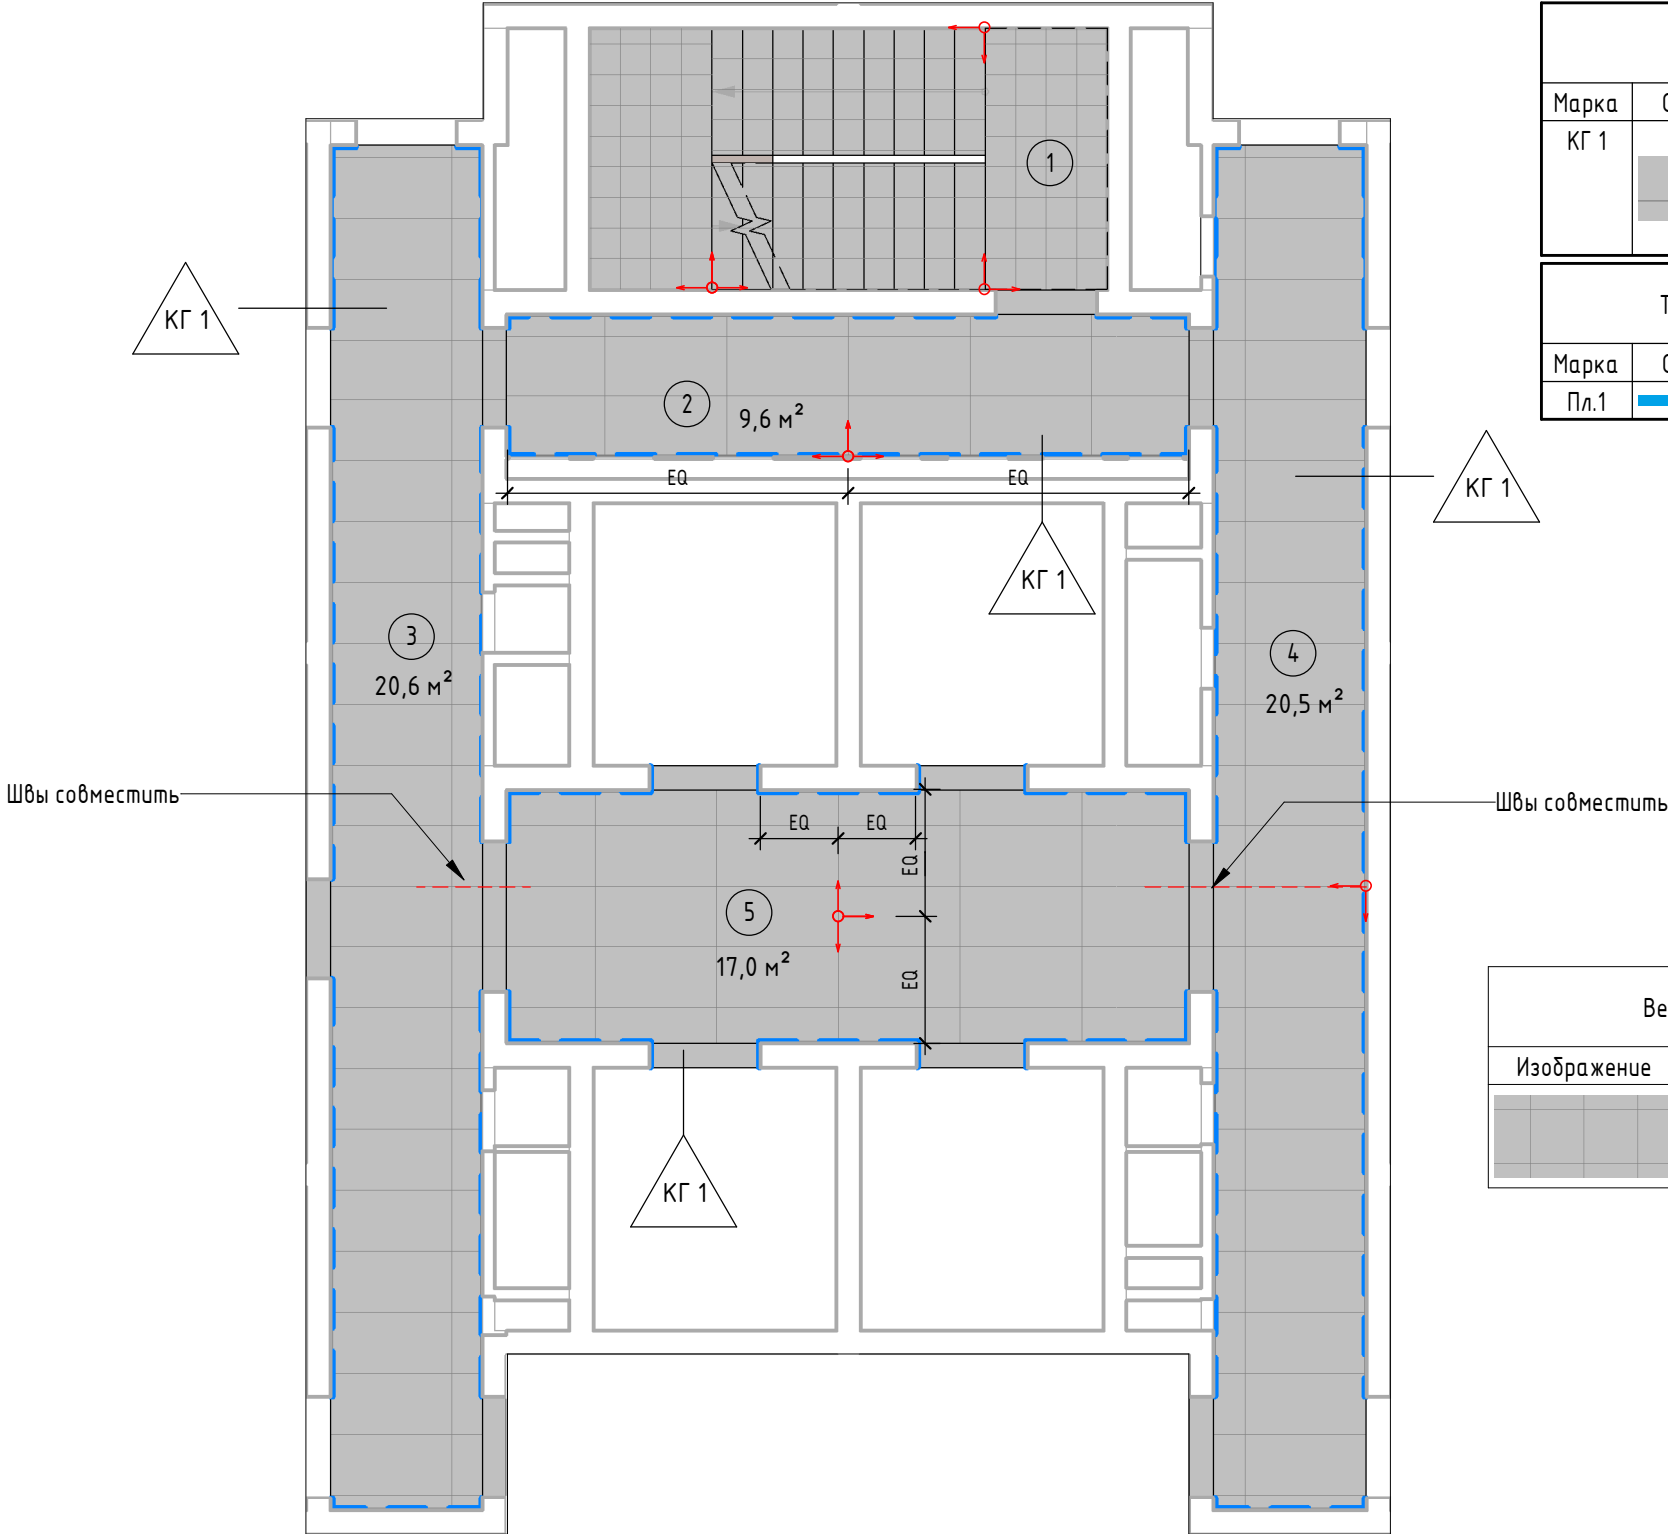 Марка
КГ 1
1
КГ 1
Т
Марка
Пл.1
2
9,6 м²
EQ
EQ
КГ 1
КГ 1
3
20,6 м²
4
20,5 м²
Швы совместить
Швы совместить
EQ
EQ
EQ
5
17,0 м²
EQ
Ве
Изображение
КГ 1